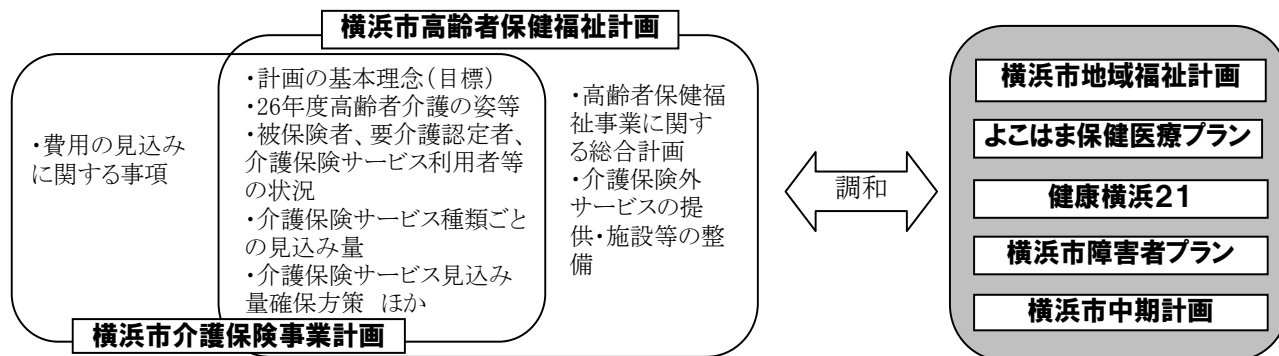 横浜市高齢者保健福祉計画
・費用の見込み
に関する事項
・計画の基本理念(目標)
・26年度高齢者介護の姿等
・被保険者、要介護認定者、
介護保険サービス利用者等
の状況
・介護保険サービス種類ごと
の見込み量
・介護保険サービス見込み
量確保方策　ほか
・高齢者保健福
祉事業に関す
る総合計画
・介護保険外
サービスの提
供・施設等の整
備
横浜市介護保険事業計画
調和
横浜市地域福祉計画
よこはま保健医療プラン
健康横浜21
横浜市障害者プラン
横浜市中期計画